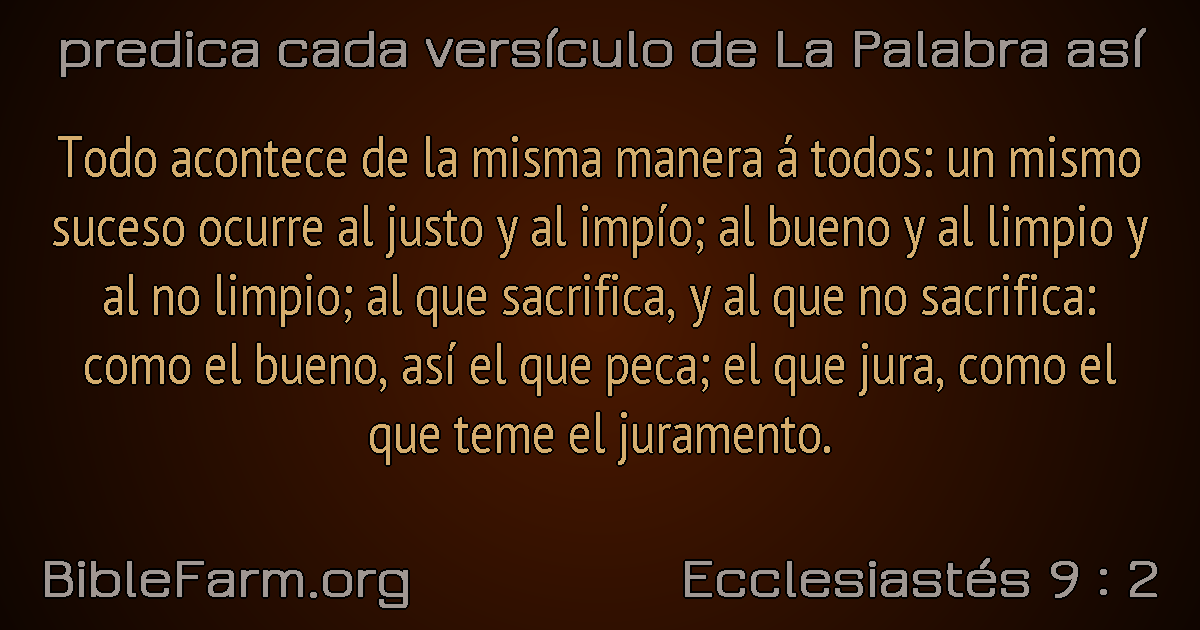 predica cada versículo de La Palabra así
Todo acontece de la misma manera á todos: un mismo
suceso ocurre al justo y al impío; al bueno y al limpio y
al no limpio; al que sacrifica, y al que no sacrifica:
como el bueno, así el que peca; el que jura, como el
que teme el juramento.
BibleFarm.org
Ecclesiastés 9 : 2